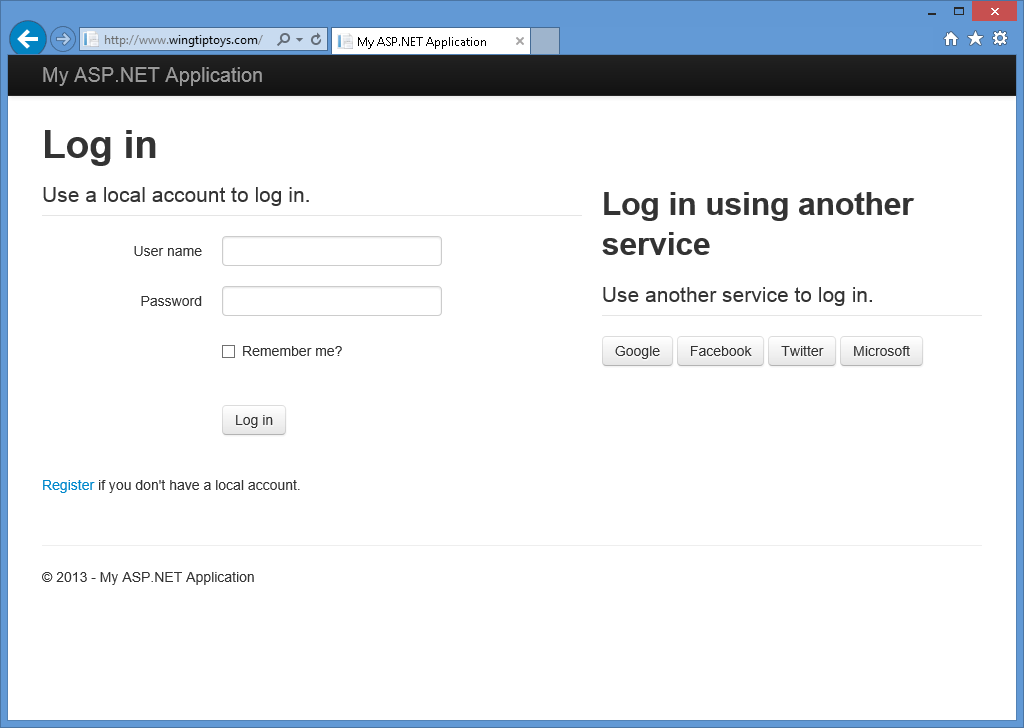 http://www.wingtiptoys.com/
My ASP.NET Application
My ASP.NET Application
Log in
Use a local account to log in.
User name
Password
Remember me?
Log in
Register if you don't have a local account.
Log in using another
service
Use another service to log in.
Google Facebook Twitter Microsoft
© 2013 - My ASP.NET Application